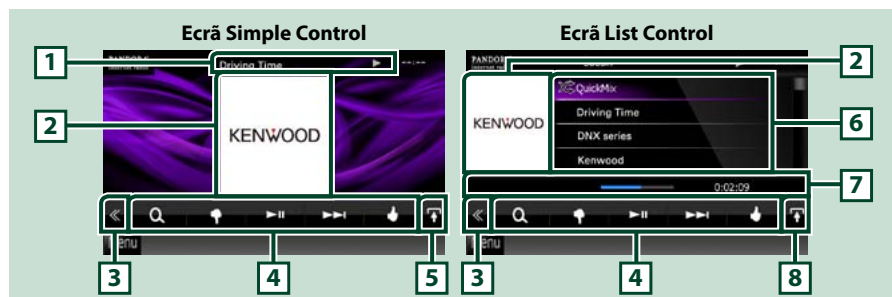 Ecrã Simple Control
Ecrã List Control
1
Driving Time
2
KENWOOD
3
4
5
2
KENWOOD
QuickMix
Driving Time
DNX series
Kenwood
6
0:02:09
7
3
4
8